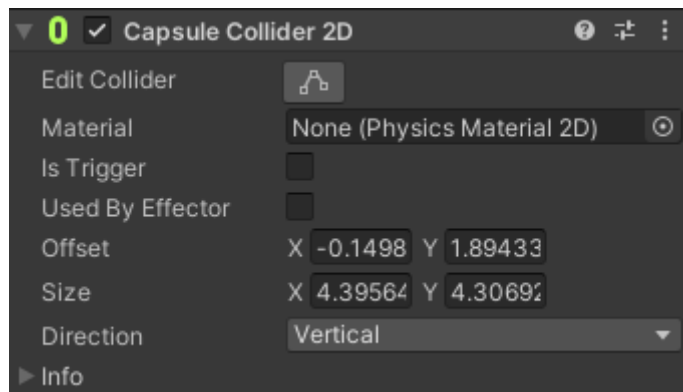 Capsule Collider 2D
Edit Collider
Material None (Physics Material 2D)
Is Trigger
Used By Effector
Offset X -0.1498 Y 1.89433
Size X 4.39564 Y 4.30692
Direction Vertical
Info